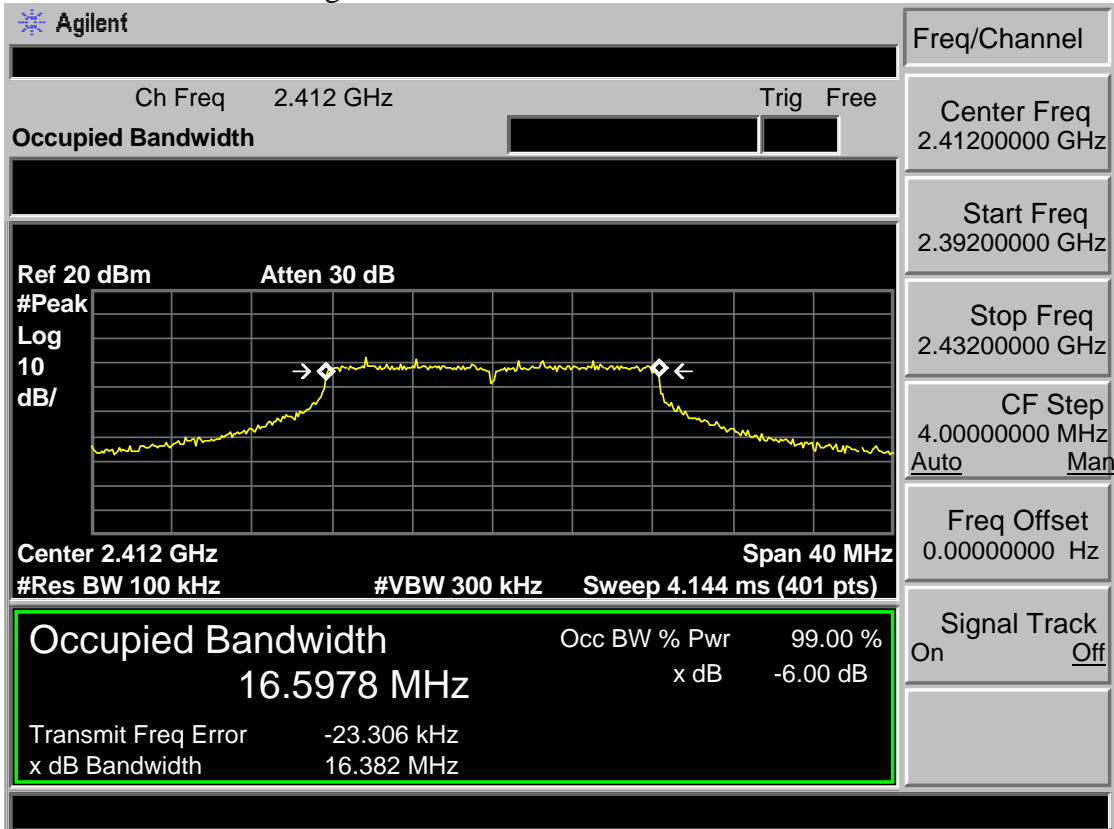 Agilent
Freq/Channel
Ch Freq 2.412 GHz Trig Free
Occupied Bandwidth
Center Freq
2.41200000 GHz
Start Freq
2.39200000 GHz
Stop Freq
2.43200000 GHz
CF Step
4.00000000 MHz
Auto Man
Freq Offset
0.00000000 Hz
Signal Track
On Off
Ref 20 dBm Atten 30 dB
#Peak
Log
10
dB/
Center 2.412 GHz Span 40 MHz
#Res BW 100 kHz #VBW 300 kHz Sweep 4.144 ms (401 pts)
Occupied Bandwidth
16.5978 MHz
Occ BW % Pwr 99.00 %
x dB -6.00 dB
Transmit Freq Error -23.306 kHz
x dB Bandwidth 16.382 MHz